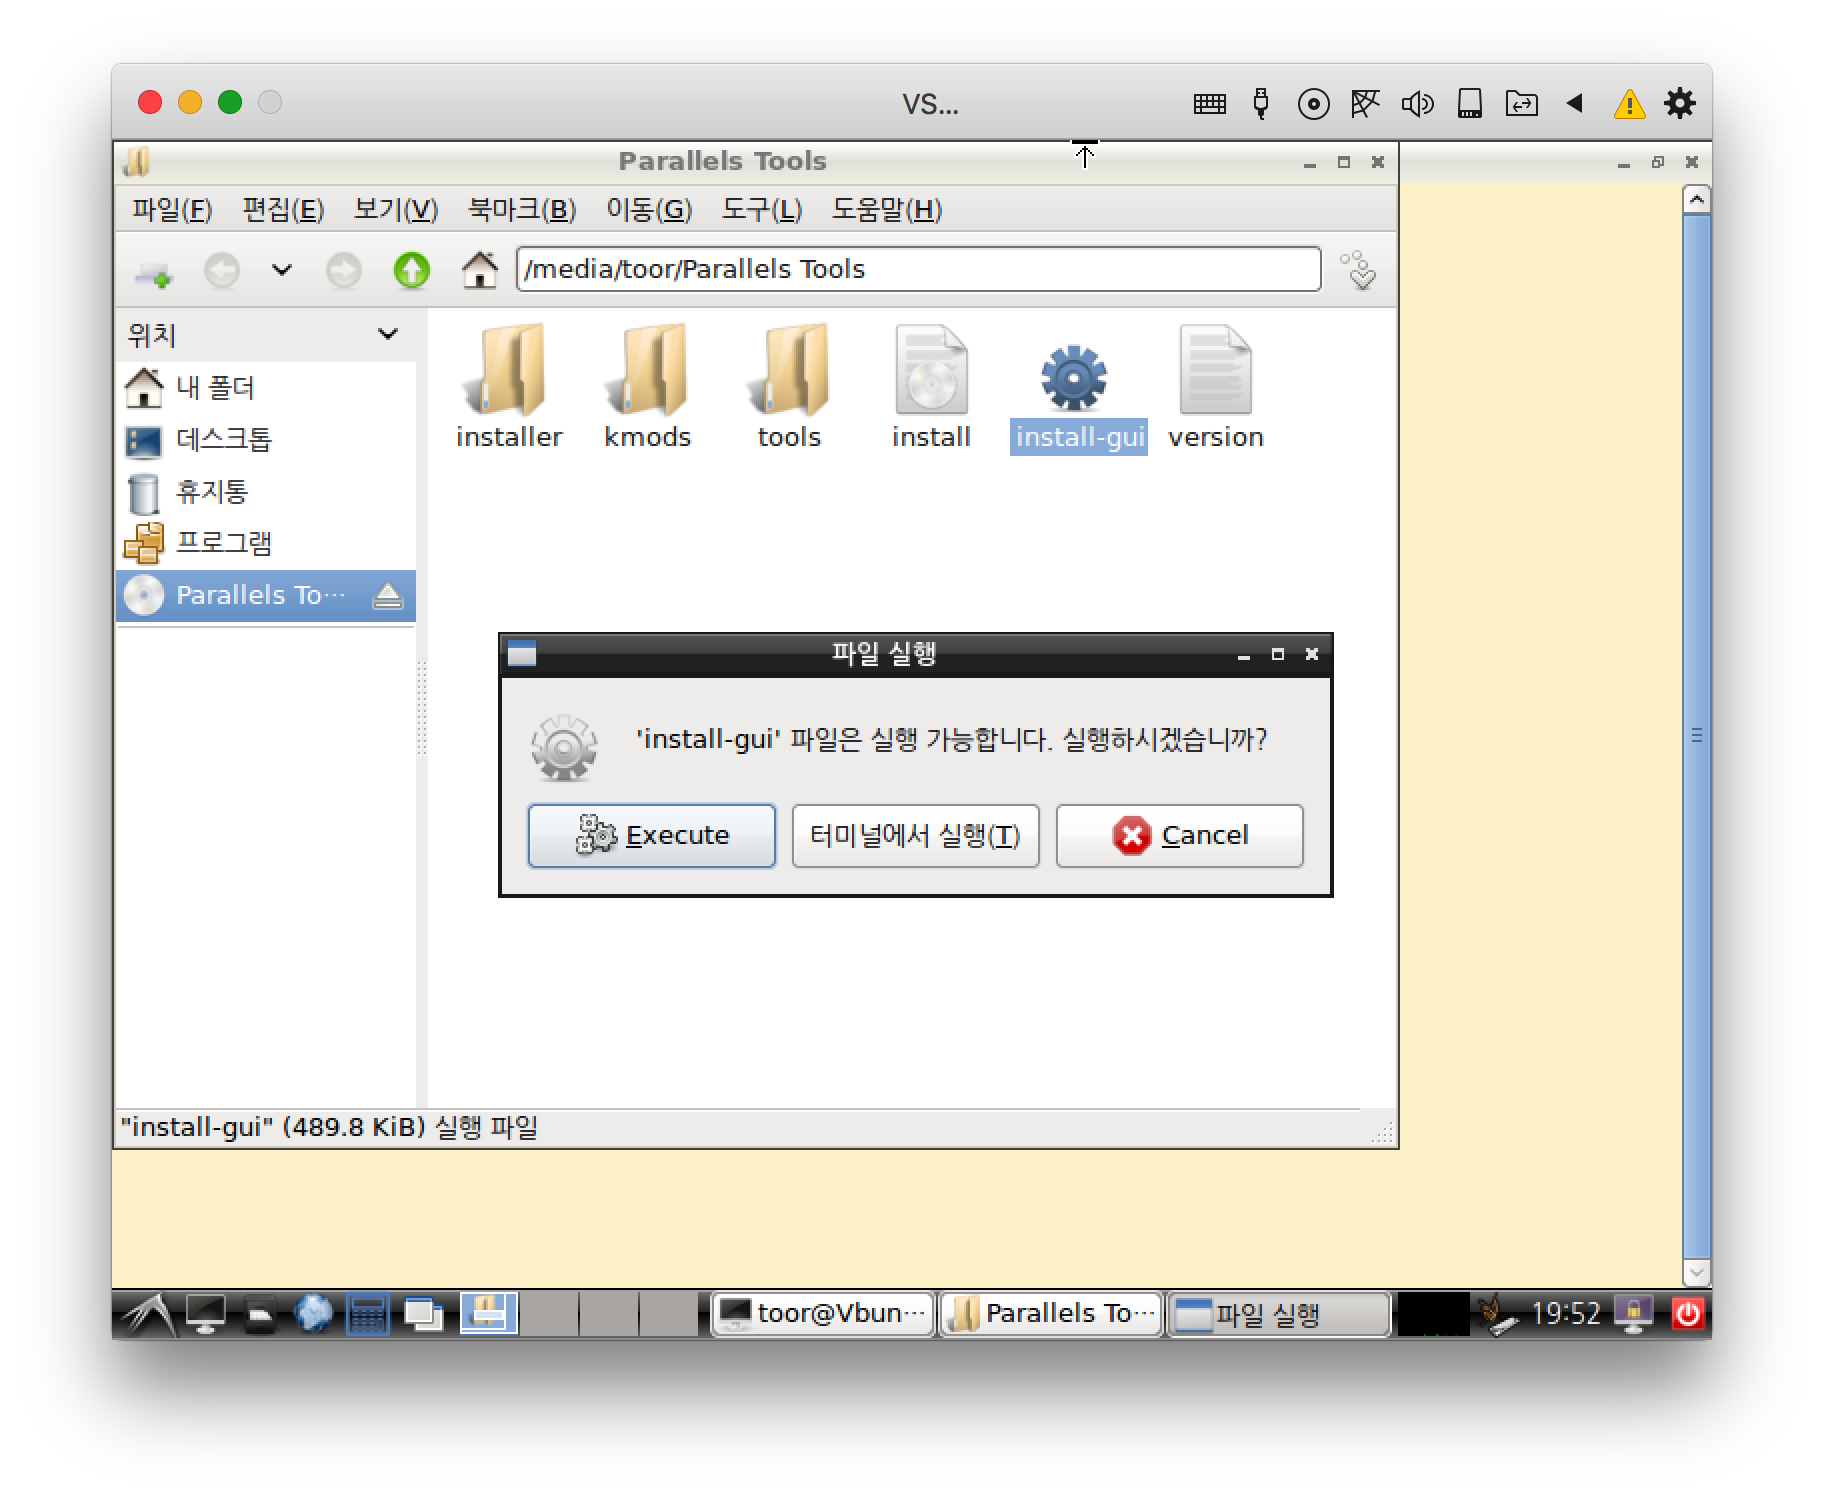 VS...
Parallels Tools
파일(F) 편집(E) 보기(V) 북마크(B) 이동(G) 도구(L) 도움말(H)
/media/toor/Parallels Tools
위치
내 폴더
데스크톱
휴지통
프로그램
Parallels To…
installer
kmods
tools
install
install-gui
version
파일 실행
'install-gui' 파일은 실행 가능합니다. 실행하시겠습니까?
Execute
터미널에서 실행(T)
Cancel
"install-gui" (489.8 KiB) 실행 파일
toor@Vbun…
Parallels To…
파일 실행
19:52